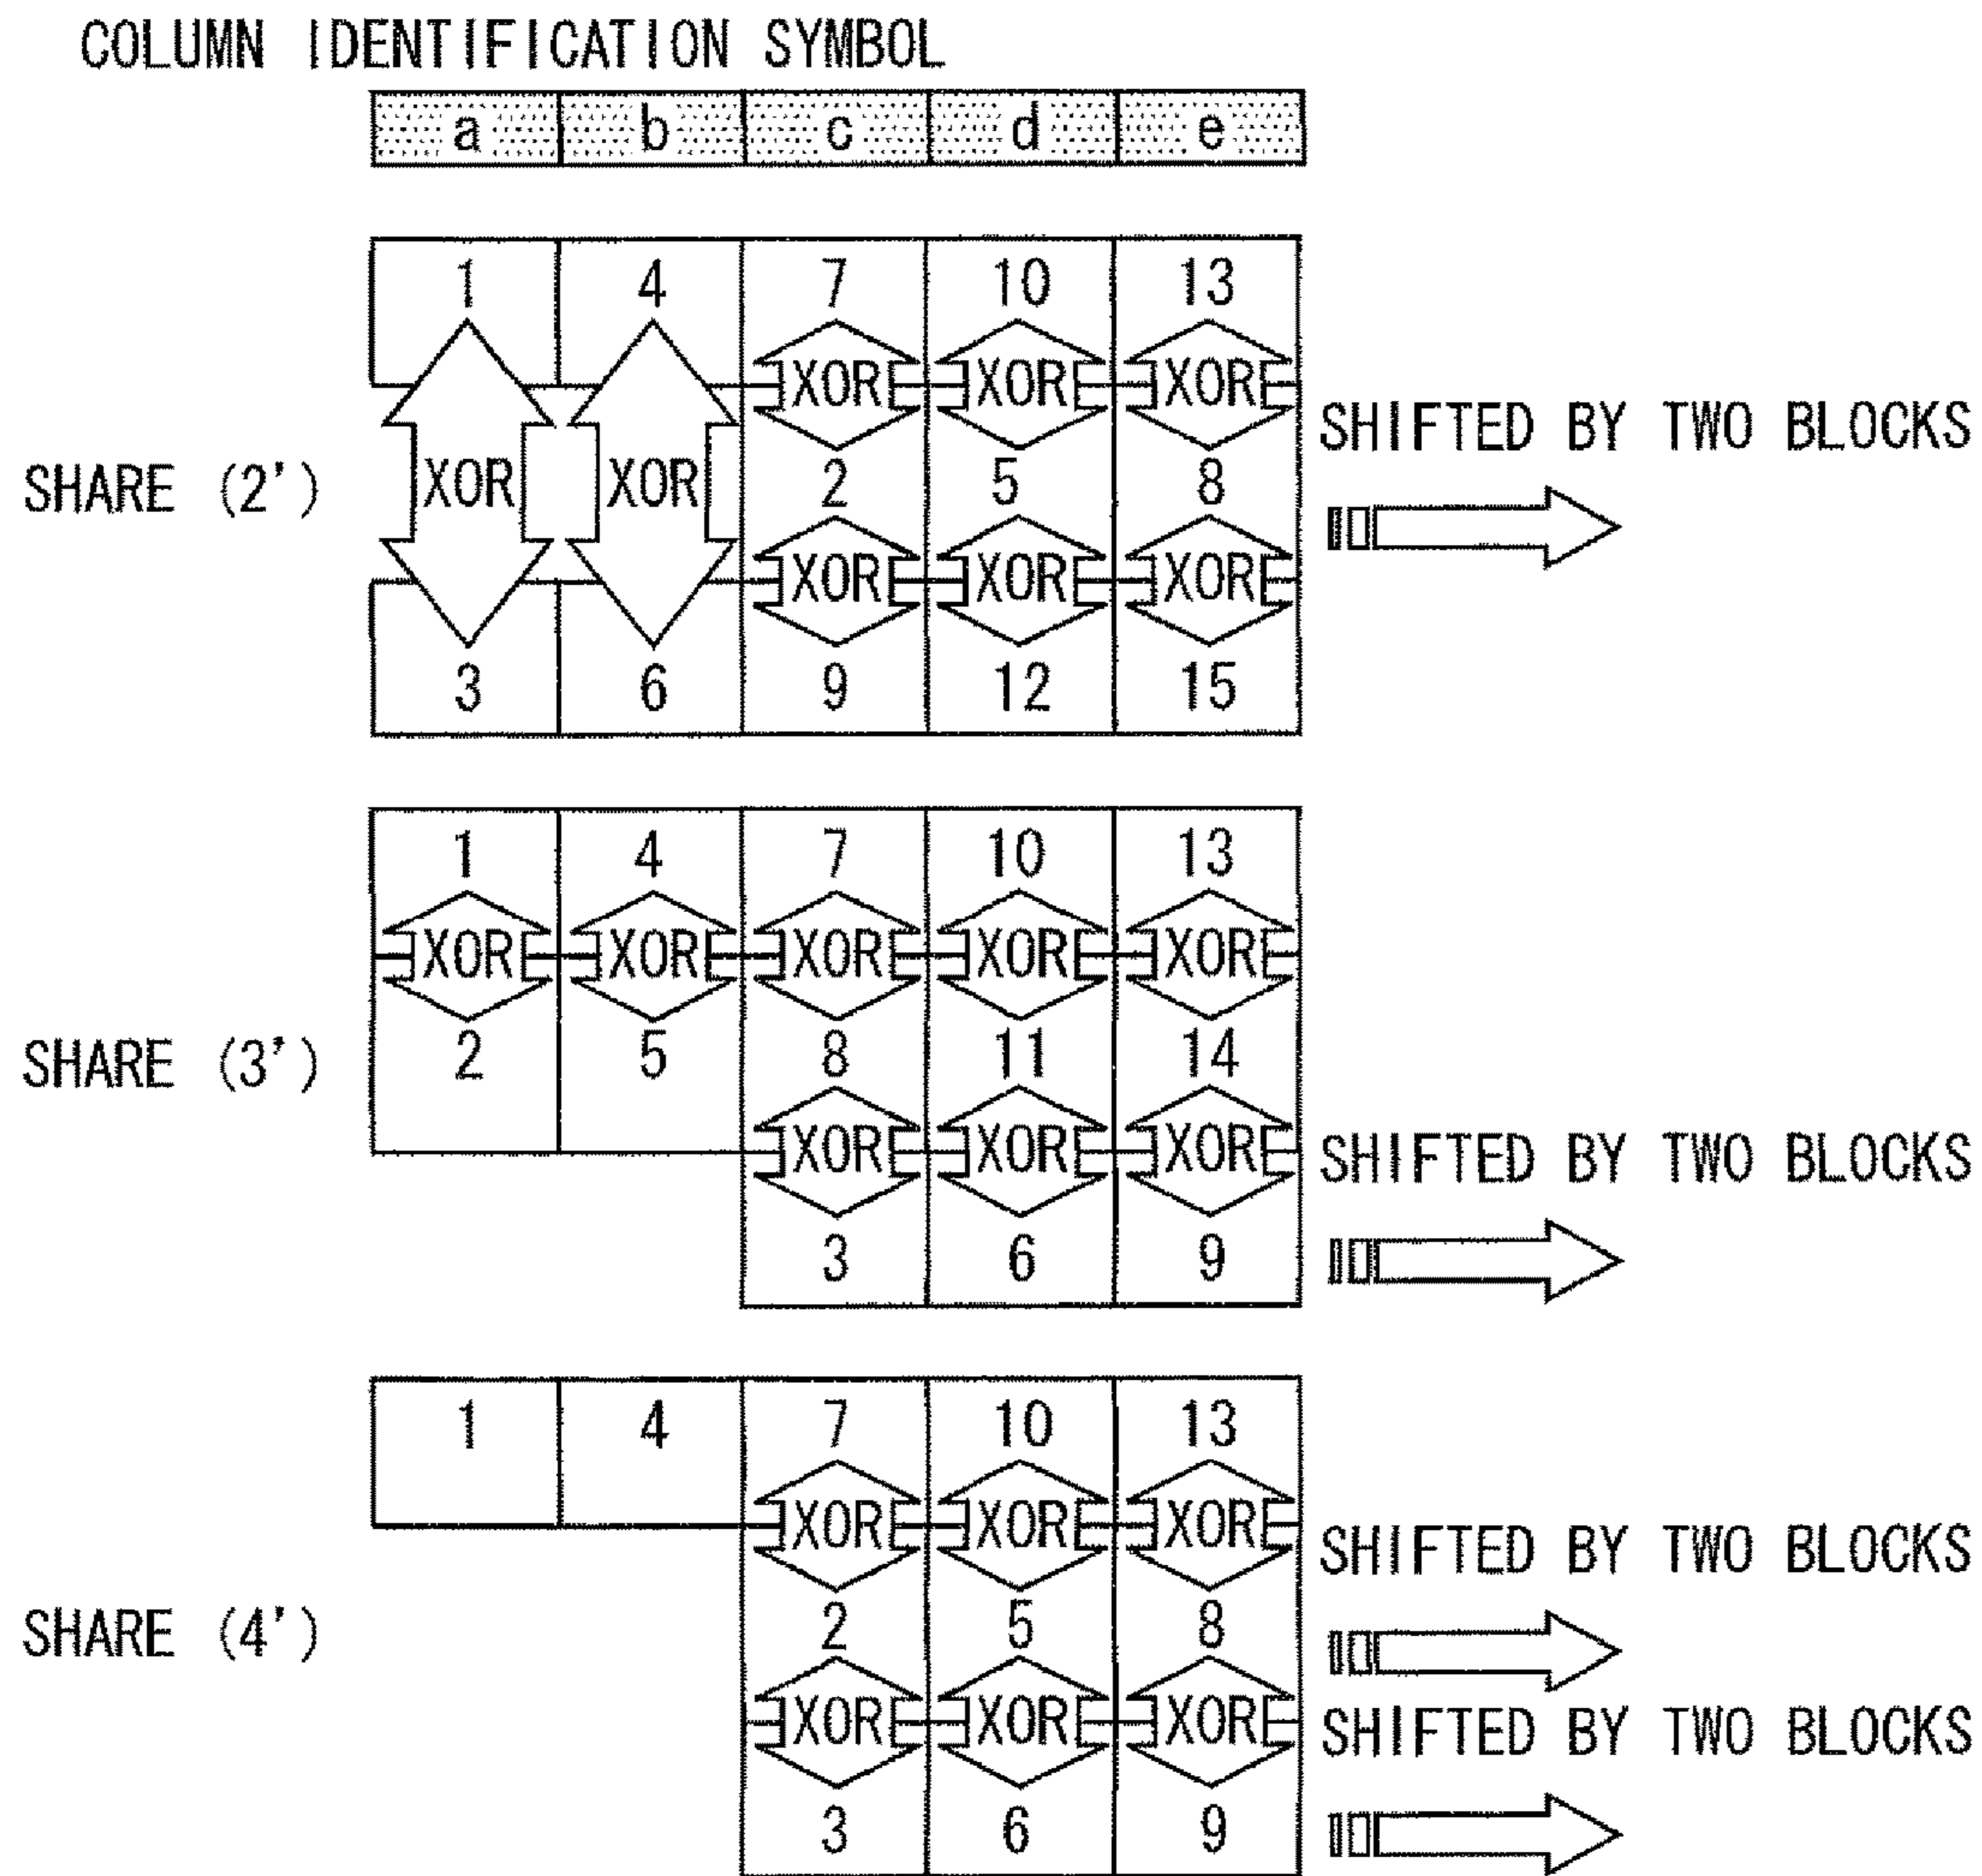 COLUMN IDENTIFICATION SYMBOL
a b c d e
1 4 7 10 13
XOR XOR XOR
SHIFTED BY TWO BLOCKS
SHARE (2') XOR XOR 2 5 8
XOR XOR XOR
3 6 9 12 15
1 4 7 10 13
XOR XOR XOR XOR XOR
SHARE (3') 2 5 8 11 14
XOR XOR XOR SHIFTED BY TWO BLOCKS
3 6 9
1 4 7 10 13
XOR XOR XOR SHIFTED BY TWO BLOCKS
SHARE (4') 2 5 8
XOR XOR XOR SHIFTED BY TWO BLOCKS
3 6 9